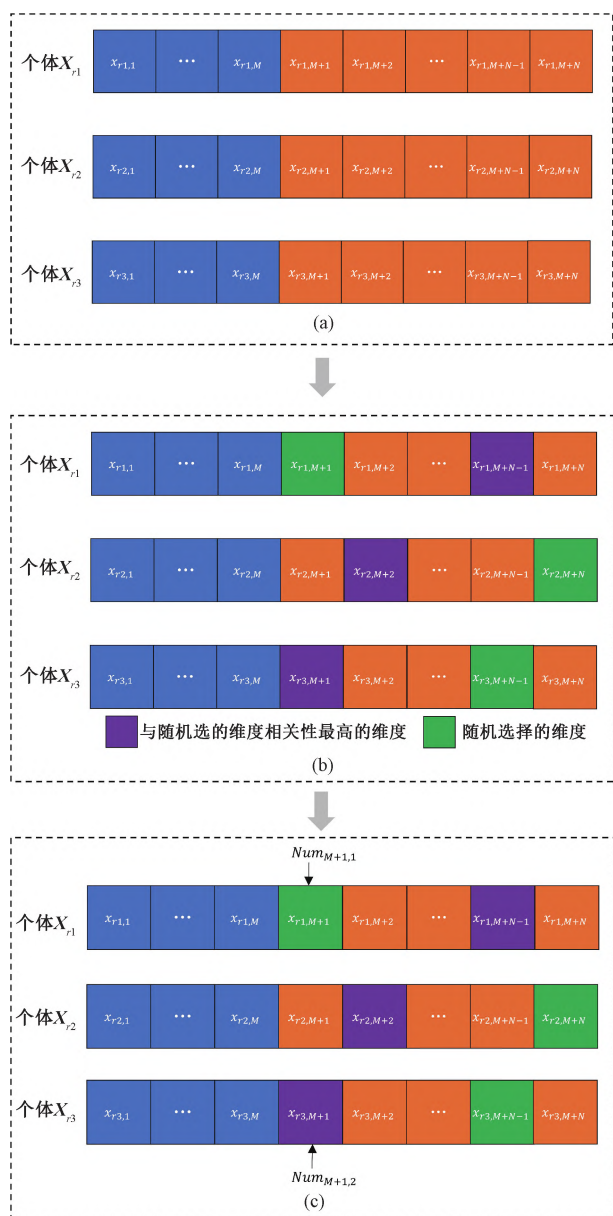 个体X_{r1} x_{r1,1} ⋯ x_{r1,M} x_{r1,M+1} x_{r1,M+2} ⋯ x_{r1,M+N−1} x_{r1,M+N}
个体X_{r2} x_{r2,1} ⋯ x_{r2,M} x_{r2,M+1} x_{r2,M+2} ⋯ x_{r2,M+N−1} x_{r2,M+N}
个体X_{r3} x_{r3,1} ⋯ x_{r3,M} x_{r3,M+1} x_{r3,M+2} ⋯ x_{r3,M+N−1} x_{r3,M+N}
(a)
个体X_{r1} x_{r1,1} ⋯ x_{r1,M} x_{r1,M+1} x_{r1,M+2} ⋯ x_{r1,M+N−1} x_{r1,M+N}
个体X_{r2} x_{r2,1} ⋯ x_{r2,M} x_{r2,M+1} x_{r2,M+2} ⋯ x_{r2,M+N−1} x_{r2,M+N}
个体X_{r3} x_{r3,1} ⋯ x_{r3,M} x_{r3,M+1} x_{r3,M+2} ⋯ x_{r3,M+N−1} x_{r3,M+N}
与随机选的维度相关性最高的维度 随机选择的维度
(b)
Num_{M+1,1}
个体X_{r1} x_{r1,1} ⋯ x_{r1,M} x_{r1,M+1} x_{r1,M+2} ⋯ x_{r1,M+N−1} x_{r1,M+N}
个体X_{r2} x_{r2,1} ⋯ x_{r2,M} x_{r2,M+1} x_{r2,M+2} ⋯ x_{r2,M+N−1} x_{r2,M+N}
个体X_{r3} x_{r3,1} ⋯ x_{r3,M} x_{r3,M+1} x_{r3,M+2} ⋯ x_{r3,M+N−1} x_{r3,M+N}
Num_{M+1,2}
(c)